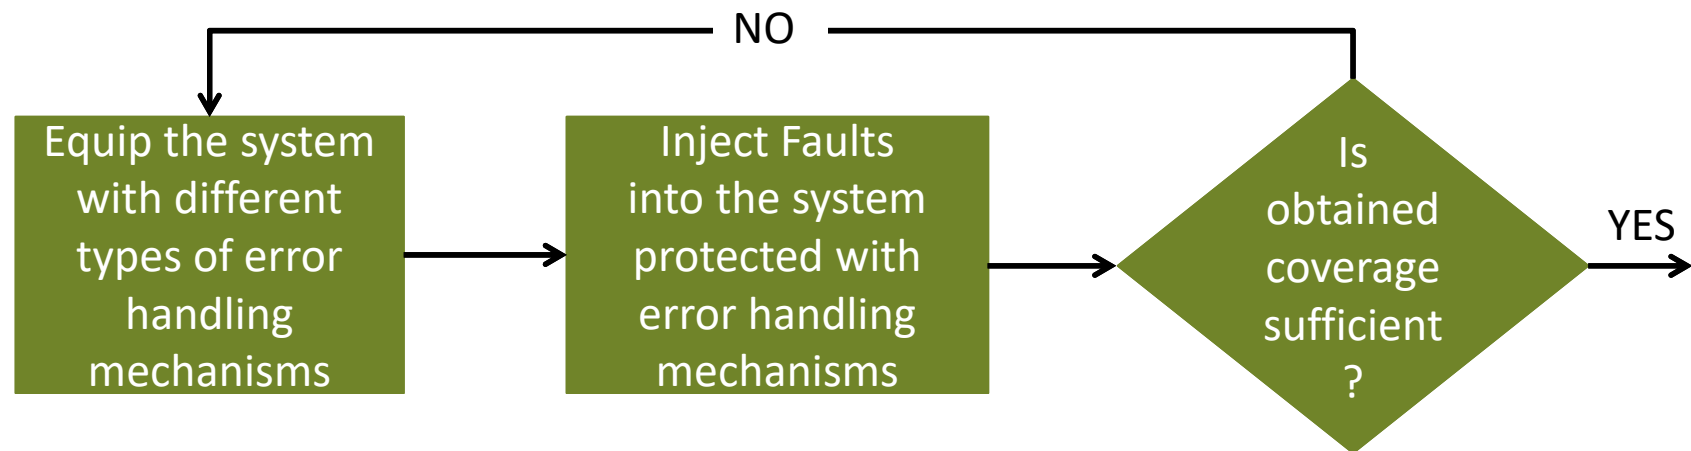 NO
Equip the system
with different
types of error
handling
mechanisms
Inject Faults
into the system
protected with
error handling
mechanisms
Is
obtained
coverage
sufficient
?
YES